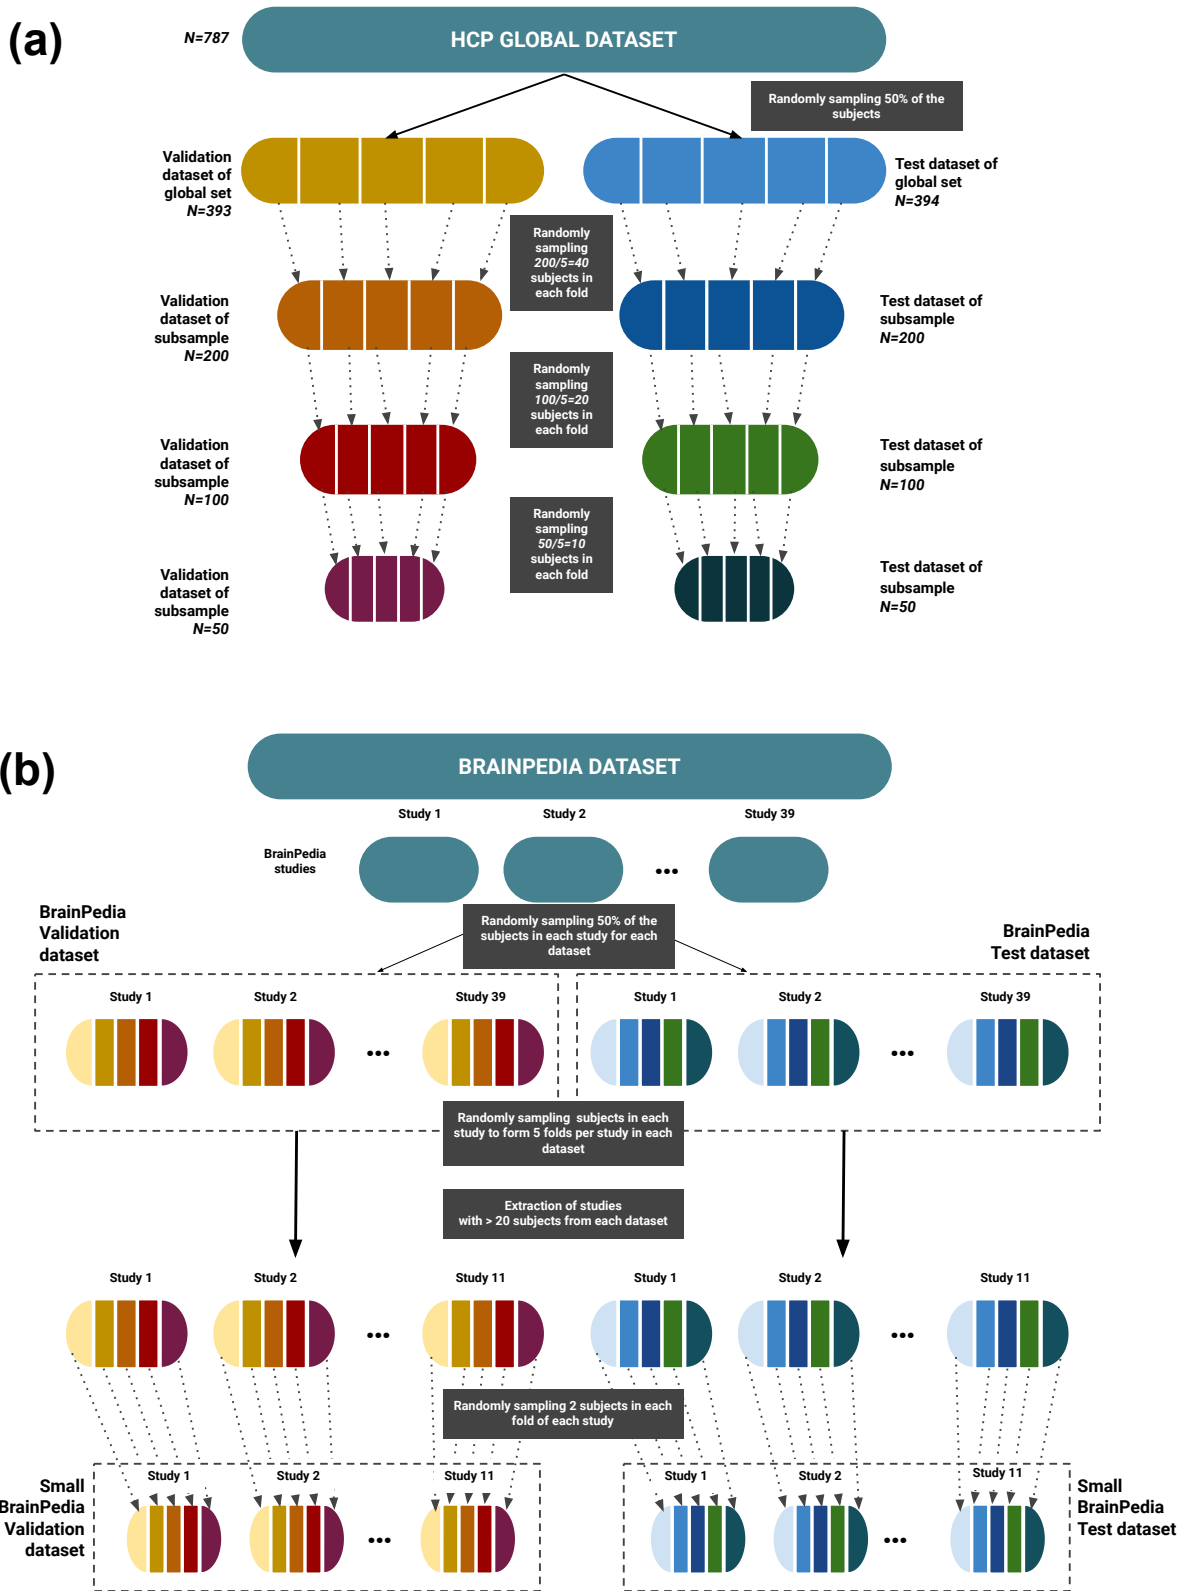 (a)
N=787
HCP GLOBAL DATASET
Randomly sampling 50% of the
subjects
Validation
dataset of
global set
N=393
Test dataset of
global set
N=394
Randomly
sampling
200/5=40
subjects in
each fold
Validation
dataset of
subsample
N=200
Test dataset of
subsample
N=200
Randomly
sampling
100/5=20
subjects in
each fold
Validation
dataset of
subsample
N=100
Test dataset of
subsample
N=100
Randomly
sampling
50/5=10
subjects in
each fold
Validation
dataset of
subsample
N=50
Test dataset of
subsample
N=50
(b)
BRAINPEDIA DATASET
Study 1
Study 2
Study 39
BrainPedia
studies
•••
BrainPedia
Validation
dataset
Randomly sampling 50% of the
subjects in each study for each
dataset
BrainPedia
Test dataset
Study 1
Study 2
Study 39
Study 1
Study 2
Study 39
•••
•••
Randomly sampling subjects in each
study to form 5 folds per study in each
dataset
Extraction of studies
with > 20 subjects from each dataset
Study 1
Study 2
Study 11
Study 1
Study 2
Study 11
•••
•••
Randomly sampling 2 subjects in each
fold of each study
Small
BrainPedia
Validation
dataset
Study 1
Study 2
Study 11
Study 1
Study 2
Study 11
•••
•••
Small
BrainPedia
Test dataset